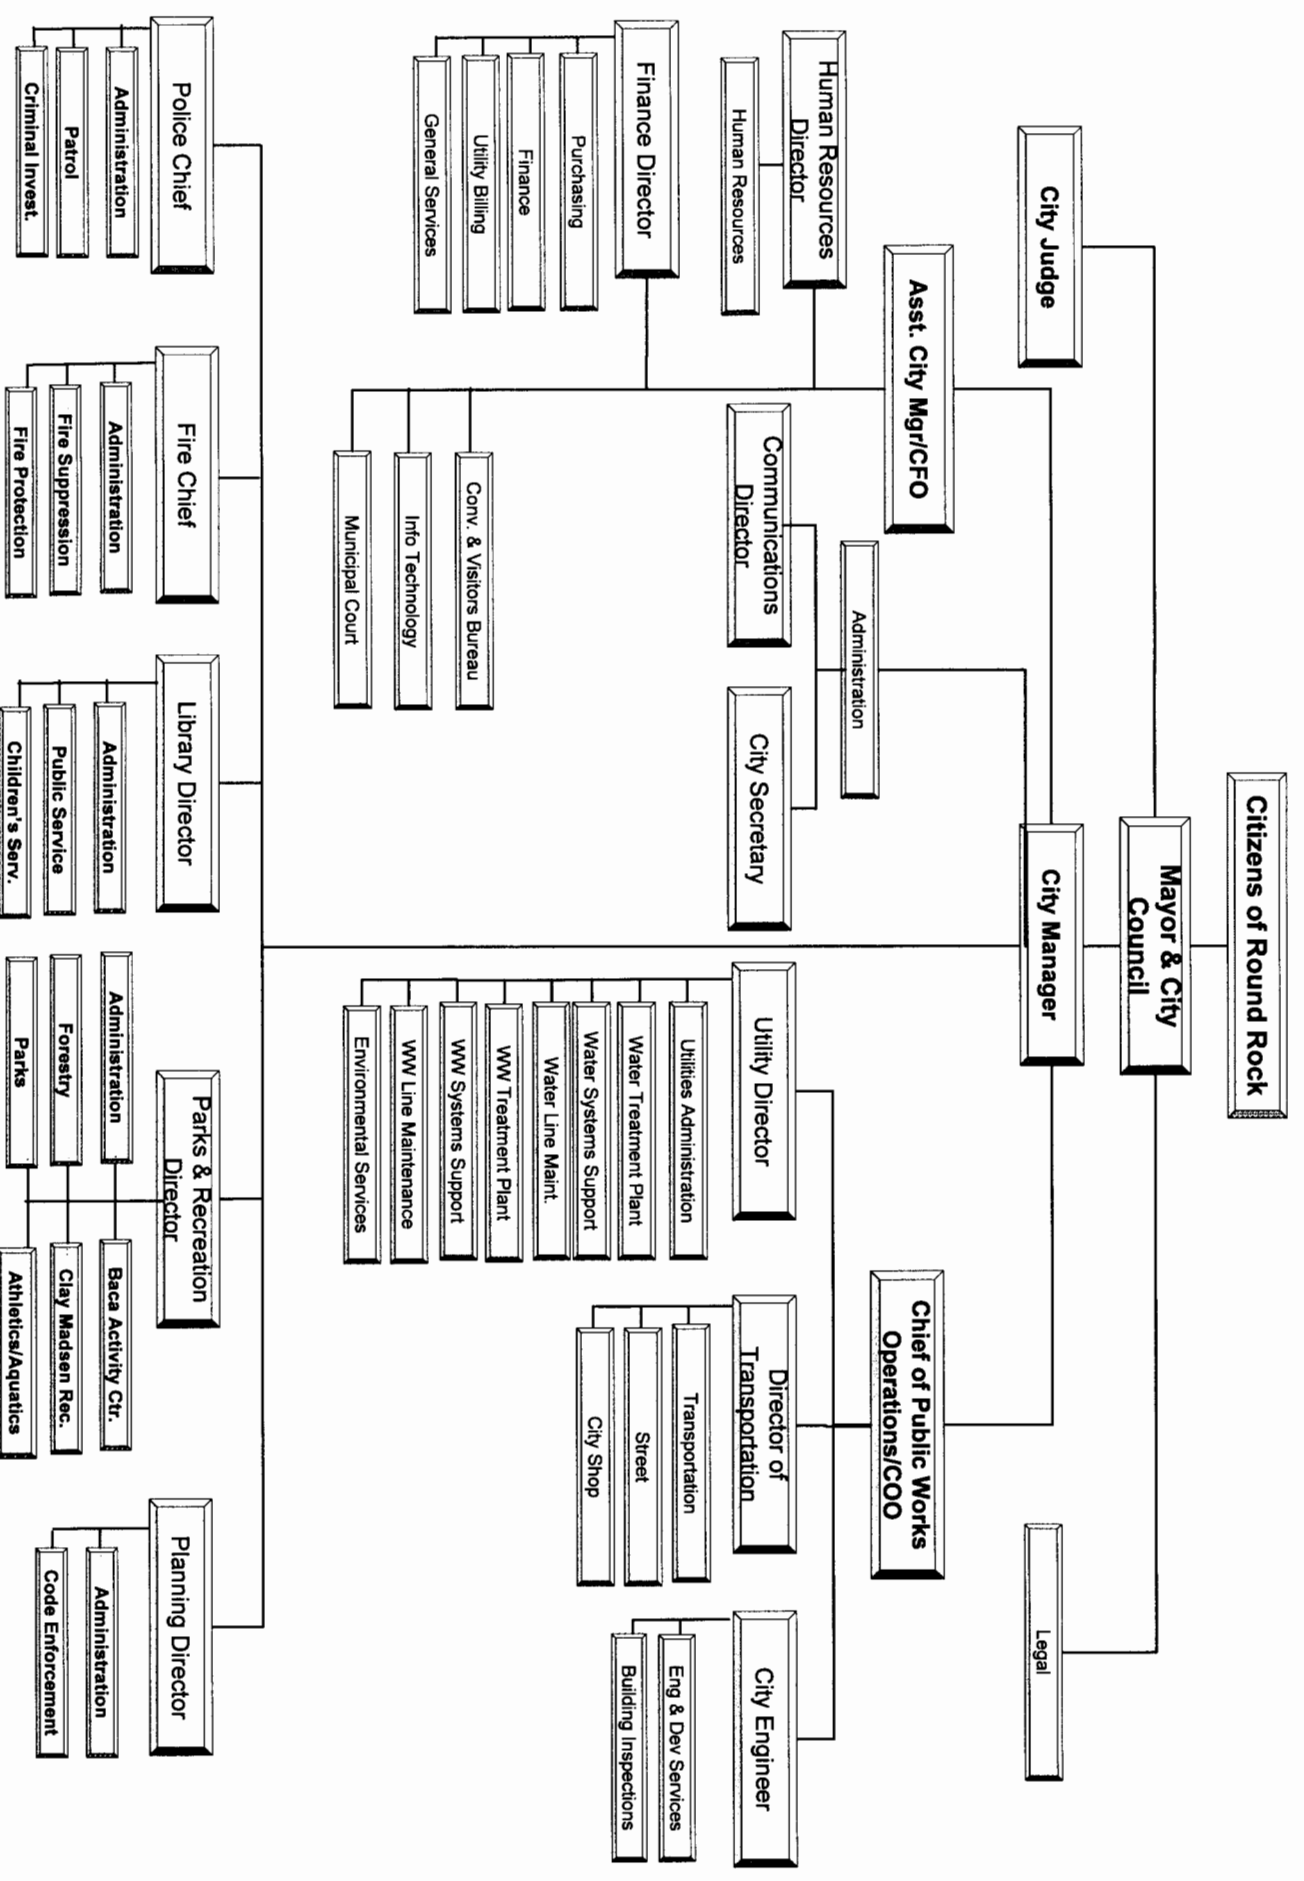 Citizens of Round Rock
Mayor & City
Council
City Judge
City Manager
Legal
Asst. City Mgr/CFO
Administration
Chief of Public Works
Operations/COO
Human Resources
Director
Human Resources
Communications
Director
City Secretary
Utility Director
Utilities Administration
Water Treatment Plant
Water Systems Support
Water Line Maint.
WW Treatment Plant
WW Systems Support
WW Line Maintenance
Environmental Services
Director of
Transportation
Transportation
Street
City Shop
City Engineer
Eng & Dev Services
Building Inspections
Finance Director
Purchasing
Finance
Utility Billing
General Services
Conv. & Visitors Bureau
Info Technology
Municipal Court
Police Chief
Administration
Patrol
Criminal Invest.
Fire Chief
Administration
Fire Suppression
Fire Protection
Library Director
Administration
Public Service
Children's Serv.
Parks & Recreation
Director
Administration
Forestry
Parks
Baca Activity Ctr.
Clay Madsen Rec.
Athletics/Aquatics
Planning Director
Administration
Code Enforcement